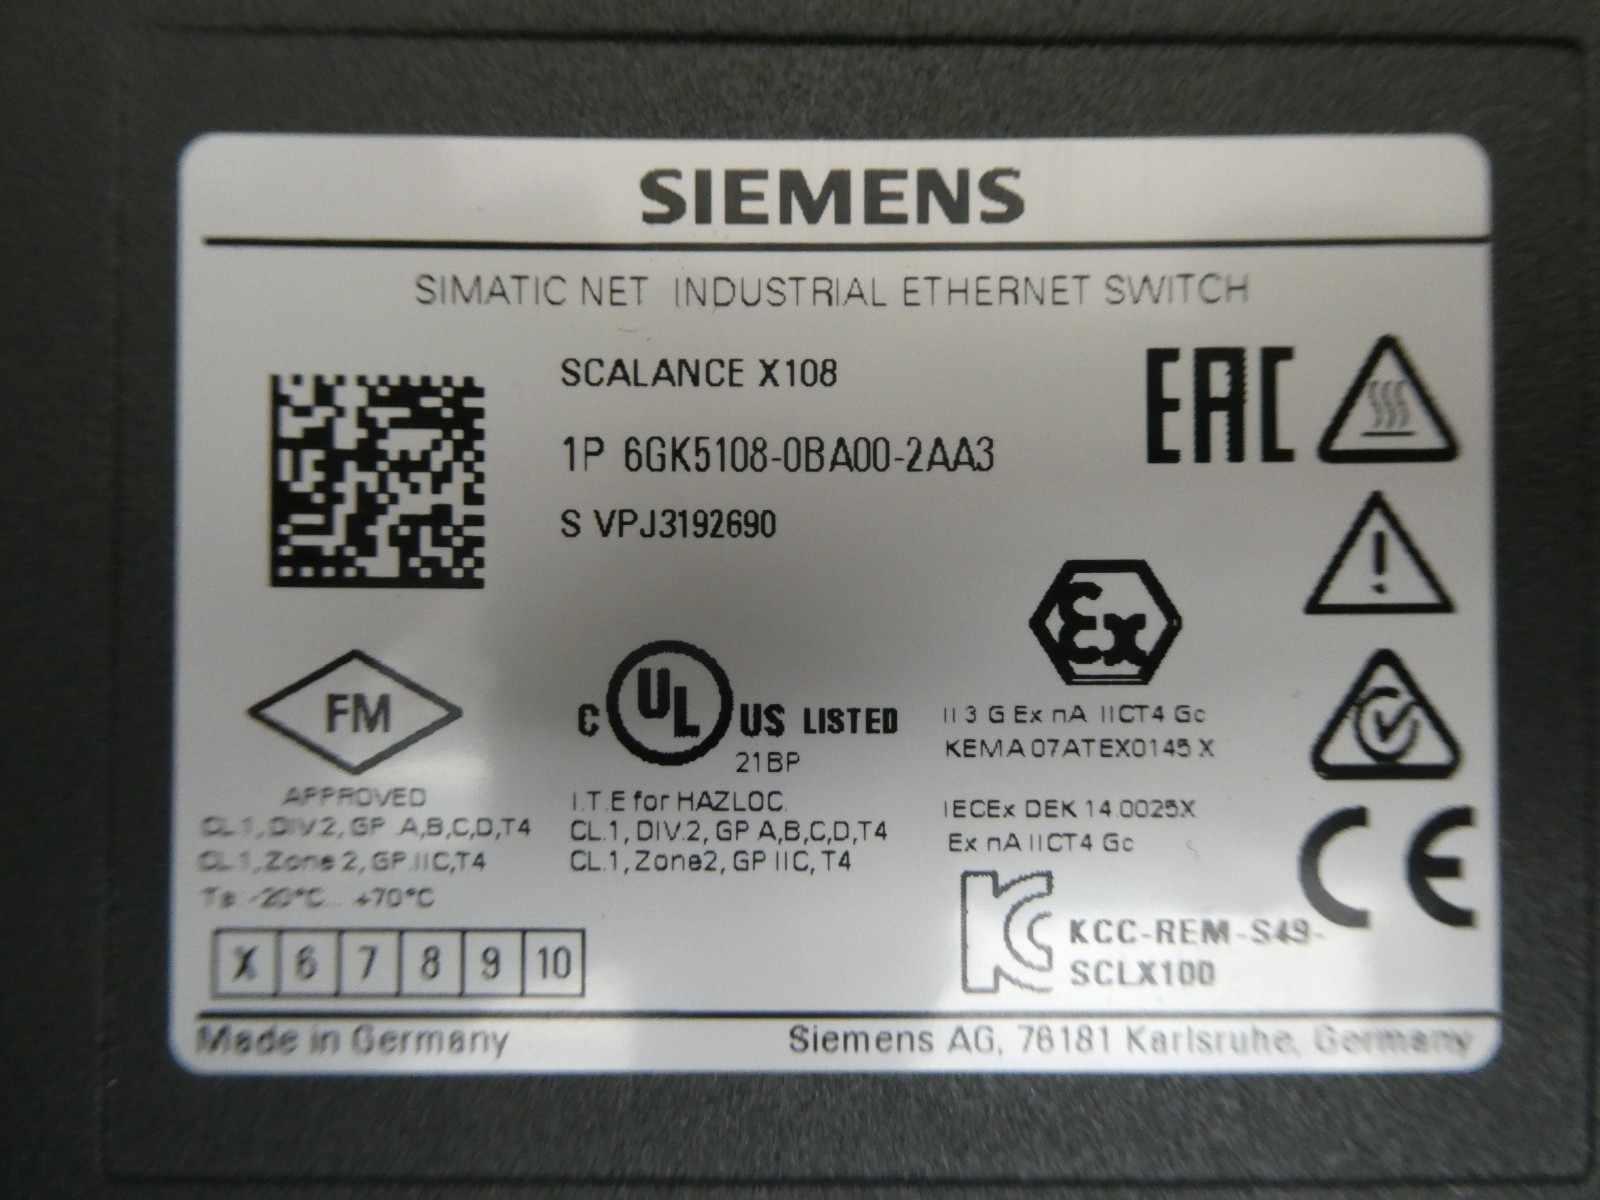 SIEMENS
SIMATIC NET INDUSTRIAL ETHERNET SWITCH
SCALANCE X108
1P 6GK5108-0BA00-2AA3
S VPJ3192690
EAC
Ex
II 3 G Ex nA IICT4 Gc
KEMA 07ATEX0145 X
IECEx DEK 14.0025X
Ex nA IICT4 Gc
FM
APPROVED
CL.1, DIV.2, GP .A,B,C,D,T4
CL.1, Zone 2, GP.IIC,T4
Ta: -20°C... +70°C
C UL US LISTED
21BP
I.T.E for HAZLOC.
CL.1, DIV.2, GP A,B,C,D,T4
CL.1, Zone2, GP IIC, T4
KCC-REM-S49-
SCLX100
CE
X 6 7 8 9 10
Made in Germany
Siemens AG, 76181 Karlsruhe, Germany